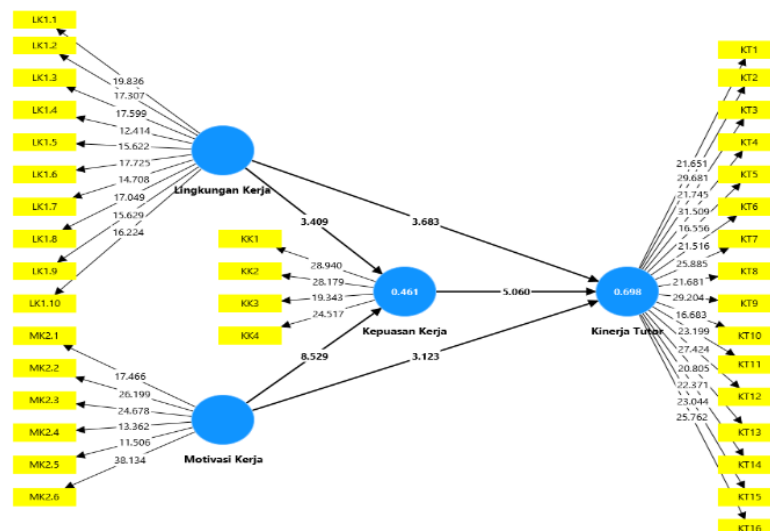 LK1.1
LK1.2
LK1.3
LK1.4
LK1.5
LK1.6
LK1.7
LK1.8
LK1.9
LK1.10
19.836
17.307
17.599
12.414
15.622
17.725
14.708
17.049
15.629
16.224
Lingkungan Kerja
3.409
3.683
KK1
KK2
KK3
KK4
28.940
28.179
19.343
24.517
0.461
Kepuasan Kerja
5.060
8.529
3.123
MK2.1
MK2.2
MK2.3
MK2.4
MK2.5
MK2.6
17.466
26.199
24.678
13.362
11.506
38.134
Motivasi Kerja
0.698
Kinerja Tutor
21.651
29.681
21.745
31.509
16.556
21.516
25.885
21.681
29.204
16.683
23.199
27.424
20.805
22.371
23.044
25.762
KT1
KT2
KT3
KT4
KT5
KT6
KT7
KT8
KT9
KT10
KT11
KT12
KT13
KT14
KT15
KT16